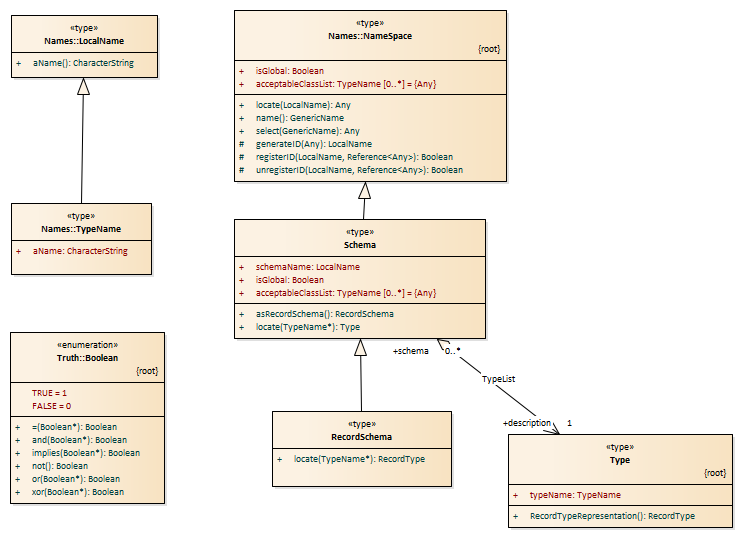 «type»
Names::LocalName
+ aName(): CharacterString
«type»
Names::NameSpace
{root}
+ isGlobal: Boolean
+ acceptableClassList: TypeName [0..*] = {Any}
+ locate(LocalName): Any
+ name(): GenericName
+ select(GenericName): Any
# generateID(Any): LocalName
# registerID(LocalName, Reference<Any>): Boolean
# unregisterID(LocalName, Reference<Any>): Boolean
«type»
Names::TypeName
+ aName: CharacterString
«type»
Schema
+ schemaName: LocalName
+ isGlobal: Boolean
+ acceptableClassList: TypeName [0..*] = {Any}
+ asRecordSchema(): RecordSchema
+ locate(TypeName*): Type
«enumeration»
Truth::Boolean
{root}
TRUE = 1
FALSE = 0
+ =(Boolean*): Boolean
+ and(Boolean*): Boolean
+ implies(Boolean*): Boolean
+ not(): Boolean
+ or(Boolean*): Boolean
+ xor(Boolean*): Boolean
+schema 0..*
TypeList
+description 1
«type»
RecordSchema
+ locate(TypeName*): RecordType
«type»
Type
{root}
+ typeName: TypeName
+ RecordTypeRepresentation(): RecordType